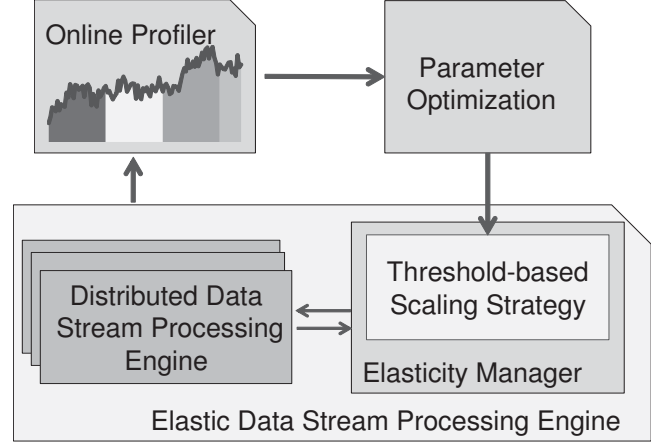 Online Profiler
Parameter
Optimization
Threshold-based
Scaling Strategy
Distributed Data
Stream Processing
Engine
Elasticity Manager
Elastic Data Stream Processing Engine